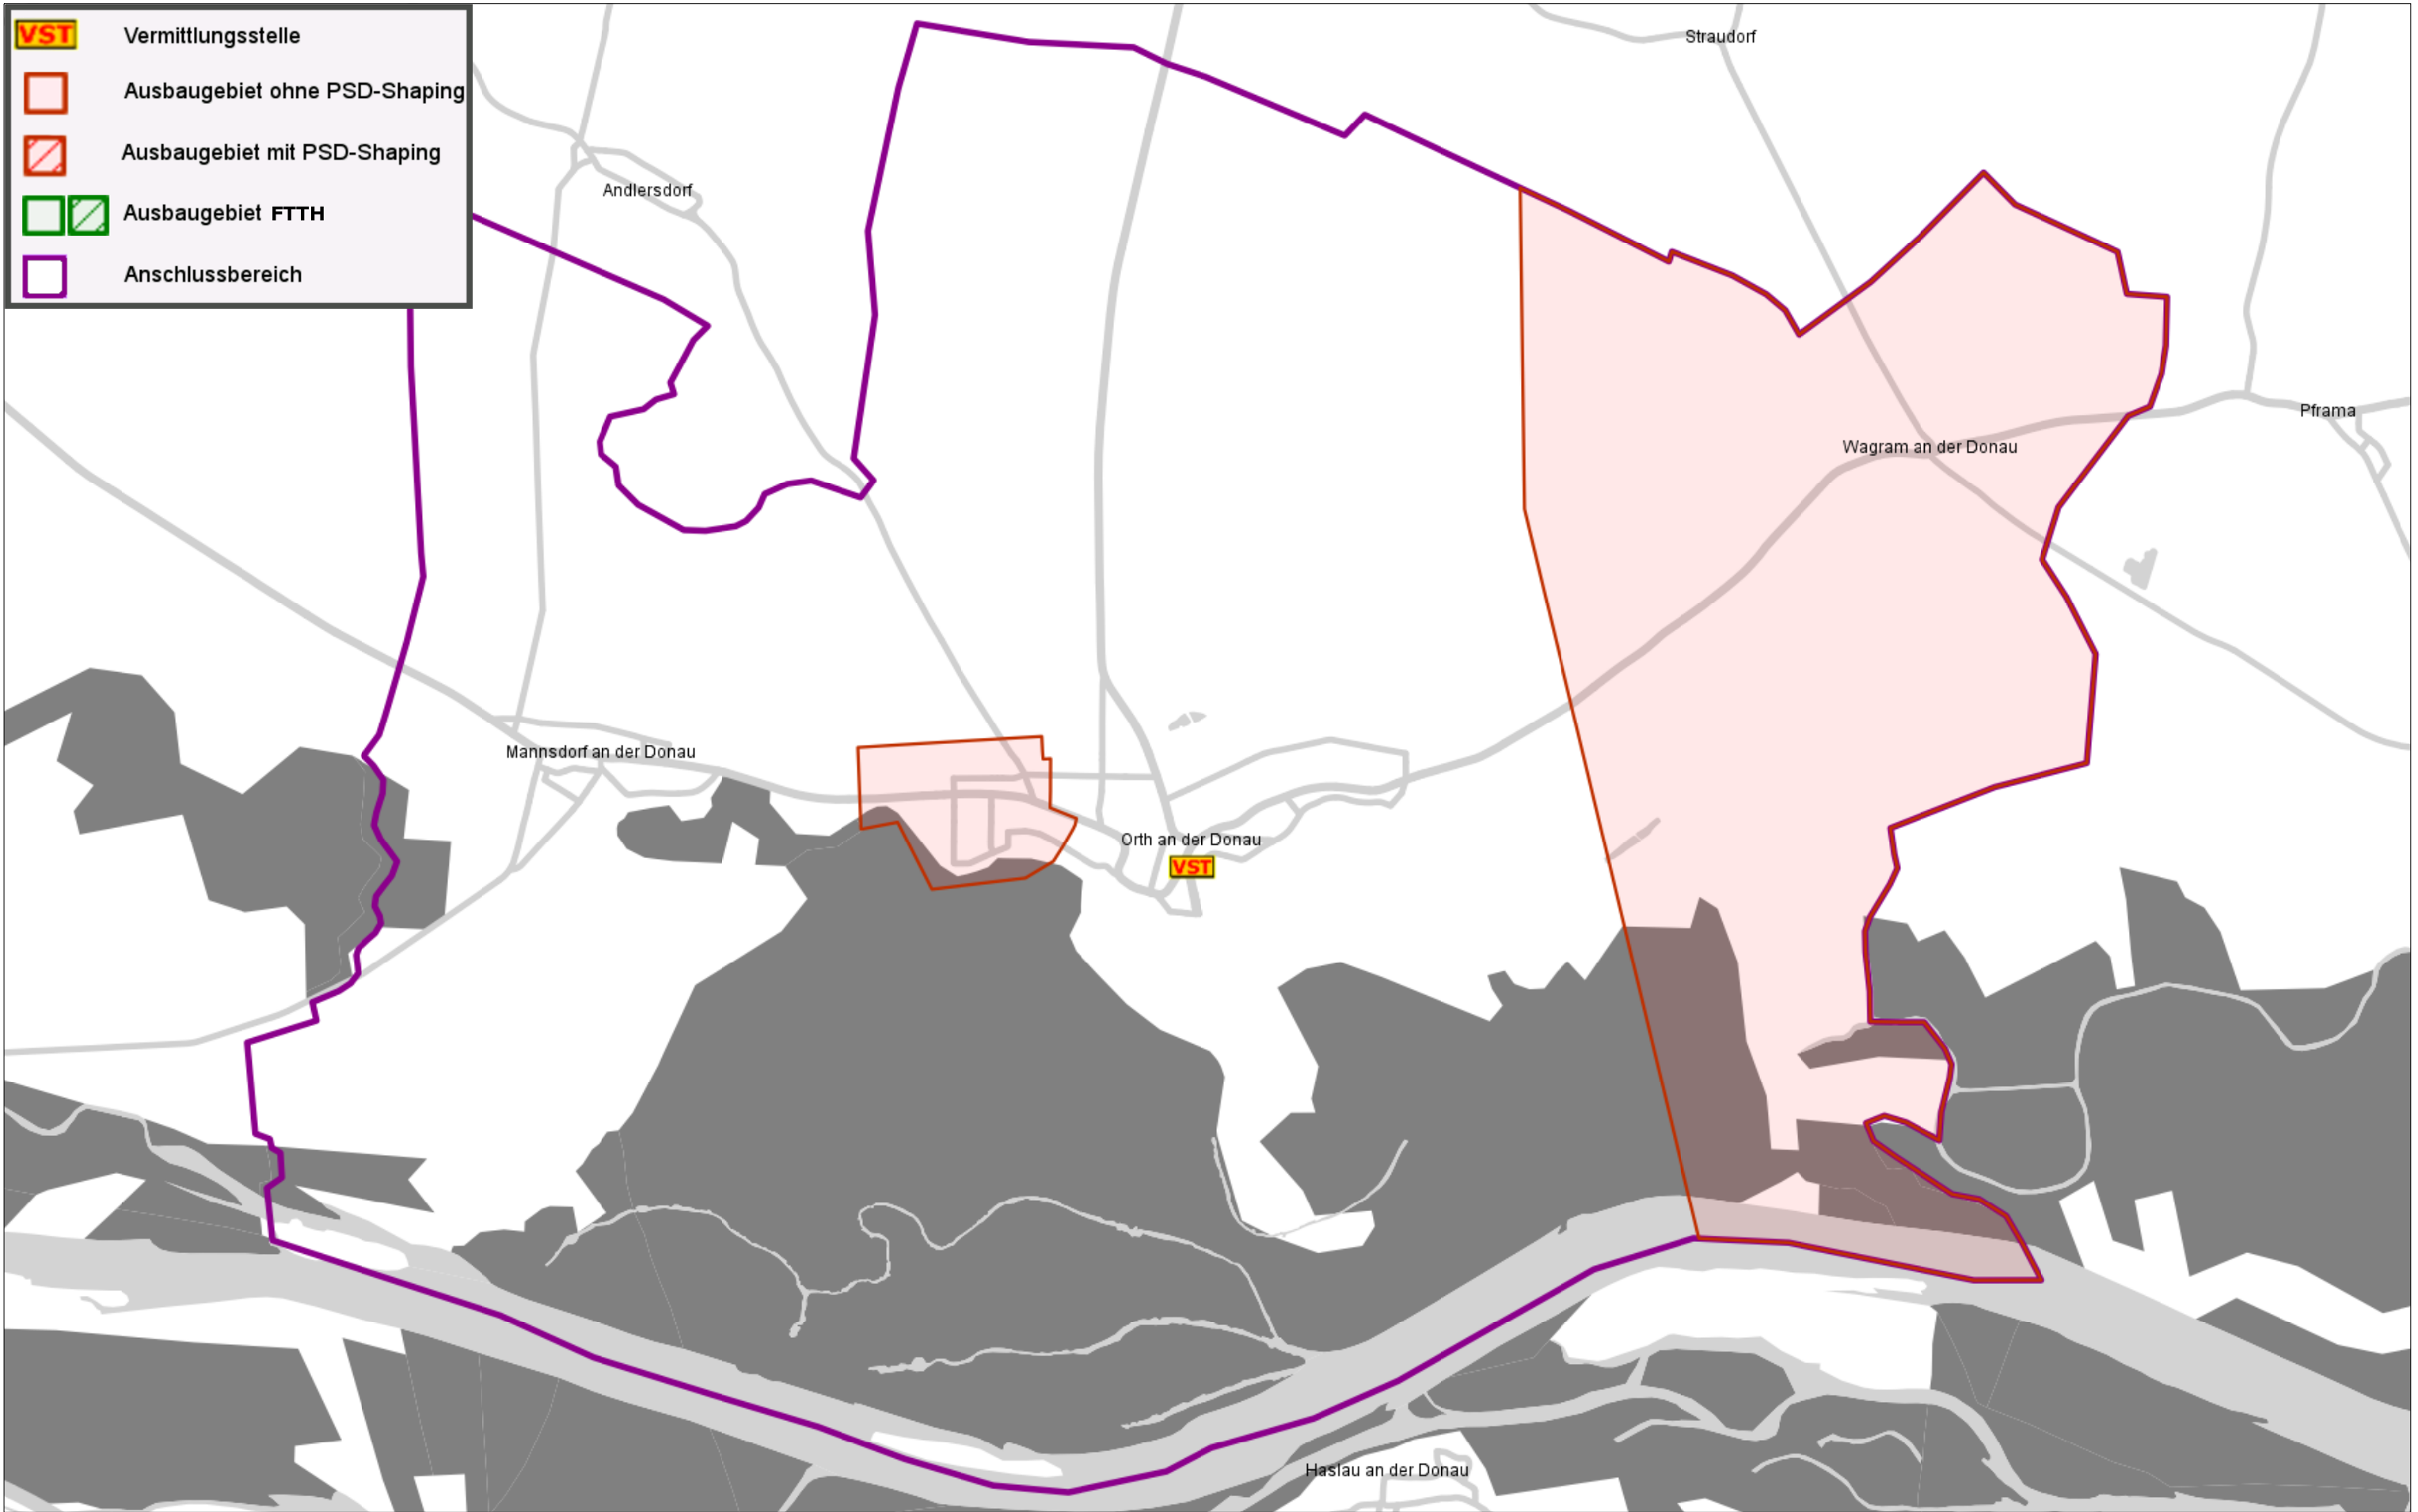 VST Vermittlungsstelle
Ausbaugebiet ohne PSD-Shaping
Ausbaugebiet mit PSD-Shaping
Ausbaugebiet FTTH
Anschlussbereich
Straudorf
Andlersdorf
Pframa
Wagram an der Donau
Mannsdorf an der Donau
Orth an der Donau
VST
Haslau an der Donau